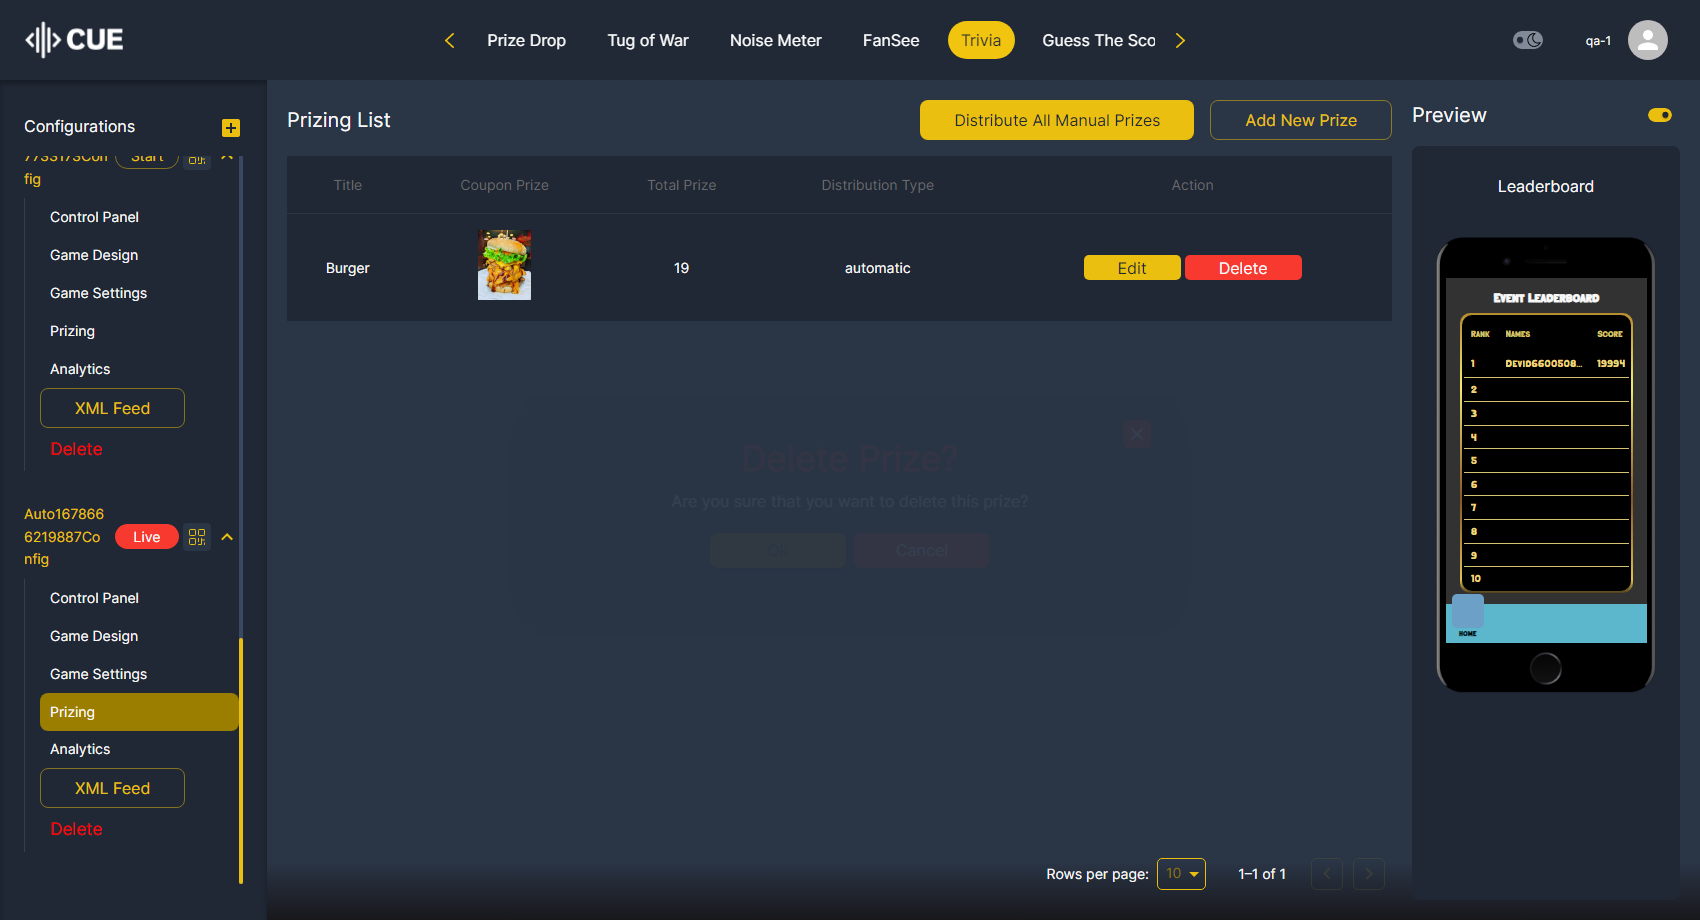 CUE
Prize Drop
Tug of War
Noise Meter
FanSee
Trivia
Guess The Sco
qa-1
Configurations
fig
Start
Control Panel
Game Design
Game Settings
Prizing
Analytics
XML Feed
Delete
Auto167866
6219887Co
nfig
Live
Control Panel
Game Design
Game Settings
Prizing
Analytics
XML Feed
Delete
Prizing List
Distribute All Manual Prizes
Add New Prize
Title
Coupon Prize
Total Prize
Distribution Type
Action
Burger
19
automatic
Edit
Delete
Delete Prize?
Are you sure that you want to delete this prize?
Ok
Cancel
Rows per page:
10
1–1 of 1
Preview
Leaderboard
Event Leaderboard
Rank Names Score
1 Devid6600508... 19994
2
3
4
5
6
7
8
9
10
HOME